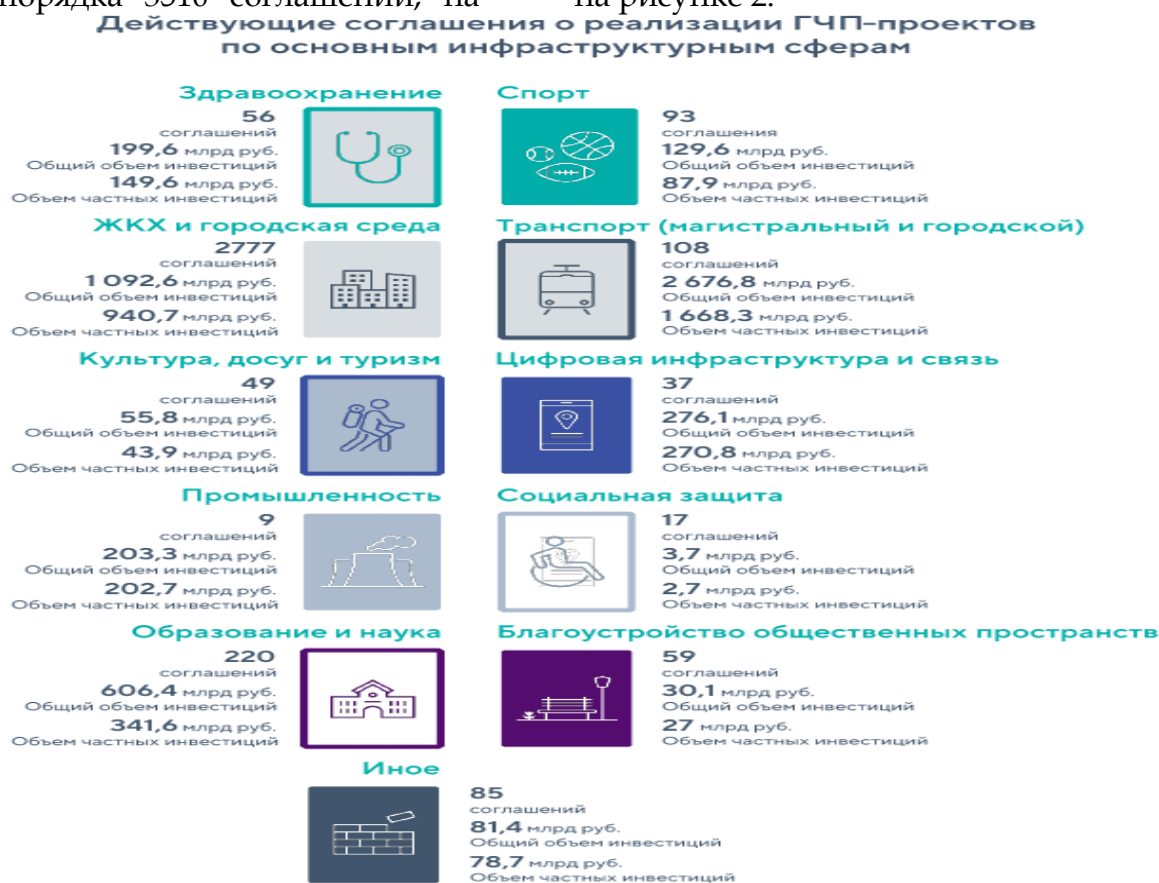 порядка 3310 соглашений, на
на рисунке 2.
Действующие соглашения о реализации ГЧП-проектов
по основным инфраструктурным сферам
Здравоохранение
56
соглашений
199,6 млрд руб.
Общий объем инвестиций
149,6 млрд руб.
Объем частных инвестиций
Спорт
93
соглашения
129,6 млрд руб.
Общий объем инвестиций
87,9 млрд руб.
Объем частных инвестиций
ЖКХ и городская среда
2777
соглашений
1 092,6 млрд руб.
Общий объем инвестиций
940,7 млрд руб.
Объем частных инвестиций
Транспорт (магистральный и городской)
108
соглашений
2 676,8 млрд руб.
Общий объем инвестиций
1 668,3 млрд руб.
Объем частных инвестиций
Культура, досуг и туризм
49
соглашений
55,8 млрд руб.
Общий объем инвестиций
43,9 млрд руб.
Объем частных инвестиций
Цифровая инфраструктура и связь
37
соглашений
276,1 млрд руб.
Общий объем инвестиций
270,8 млрд руб.
Объем частных инвестиций
Промышленность
9
соглашений
203,3 млрд руб.
Общий объем инвестиций
202,7 млрд руб.
Объем частных инвестиций
Социальная защита
17
соглашений
3,7 млрд руб.
Общий объем инвестиций
2,7 млрд руб.
Объем частных инвестиций
Образование и наука
220
соглашений
606,4 млрд руб.
Общий объем инвестиций
341,6 млрд руб.
Объем частных инвестиций
Благоустройство общественных пространств
59
соглашений
30,1 млрд руб.
Общий объем инвестиций
27 млрд руб.
Объем частных инвестиций
Иное
85
соглашений
81,4 млрд руб.
Общий объем инвестиций
78,7 млрд руб.
Объем частных инвестиций